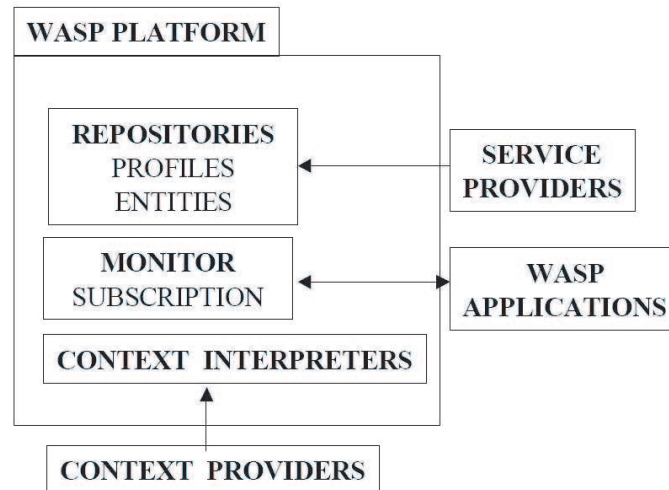 WASP PLATFORM
REPOSITORIES
PROFILES
ENTITIES
SERVICE
PROVIDERS
MONITOR
SUBSCRIPTION
WASP
APPLICATIONS
CONTEXT INTERPRETERS
CONTEXT PROVIDERS